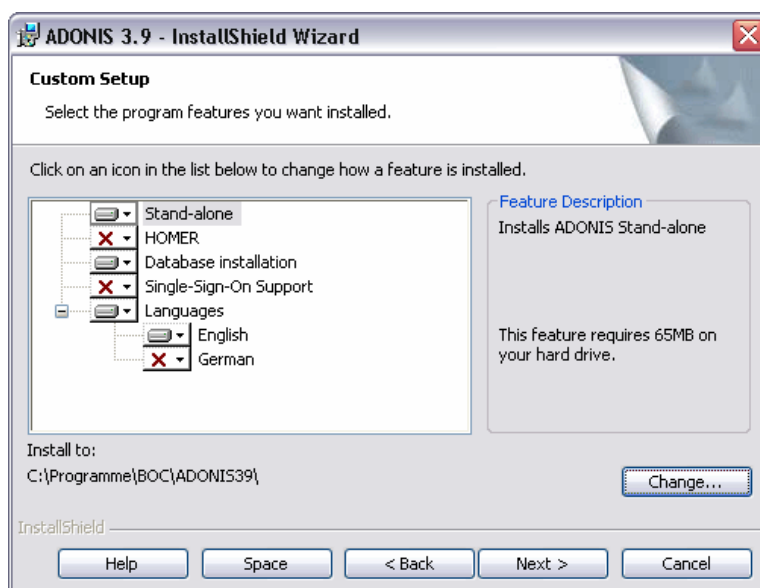 ADONIS 3.9 - InstallShield Wizard
Custom Setup
Select the program features you want installed.
Click on an icon in the list below to change how a feature is installed.
Stand-alone
HOMER
Database installation
Single-Sign-On Support
Languages
English
German
Feature Description
Installs ADONIS Stand-alone
This feature requires 65MB on
your hard drive.
Install to:
C:\Programme\BOC\ADONIS39\
Change...
InstallShield
Help
Space
< Back
Next >
Cancel